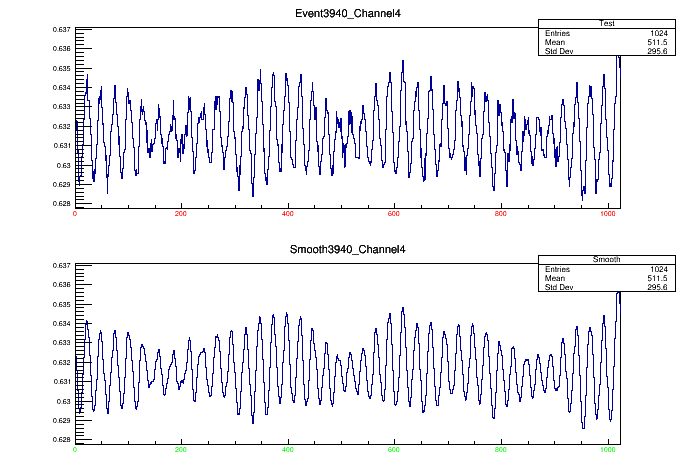 Event3940_Channel4
Test
Entries 1024
Mean 511.5
Std Dev 295.6
0.637
0.636
0.635
0.634
0.633
0.632
0.631
0.63
0.629
0.628
0 200 400 600 800 1000
Smooth3940_Channel4
Smooth
Entries 1024
Mean 511.5
Std Dev 295.6
0.637
0.636
0.635
0.634
0.633
0.632
0.631
0.63
0.629
0.628
0 200 400 600 800 1000